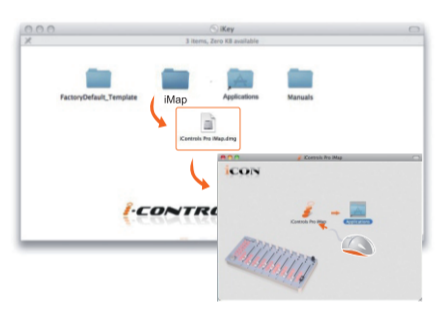 iKey
3 items, Zero KB available
FactoryDefault_Template
iMap
Applications
Manuals
iControls Pro iMap.dmg
i-CONTRO
iControls Pro iMap
iCON
iControls Pro iMap
Applications